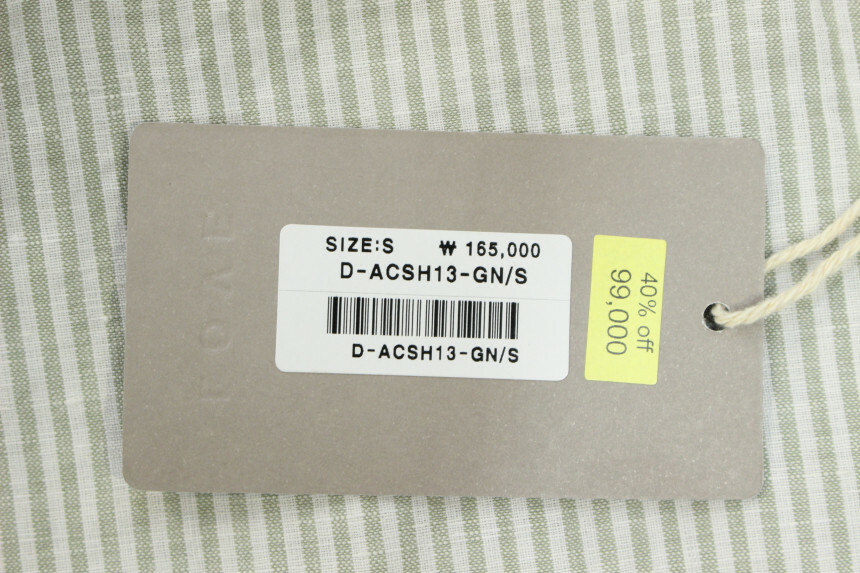 SIZE:S ₩ 165,000
D-ACSH13-GN/S
D-ACSH13-GN/S
40% off
99,000